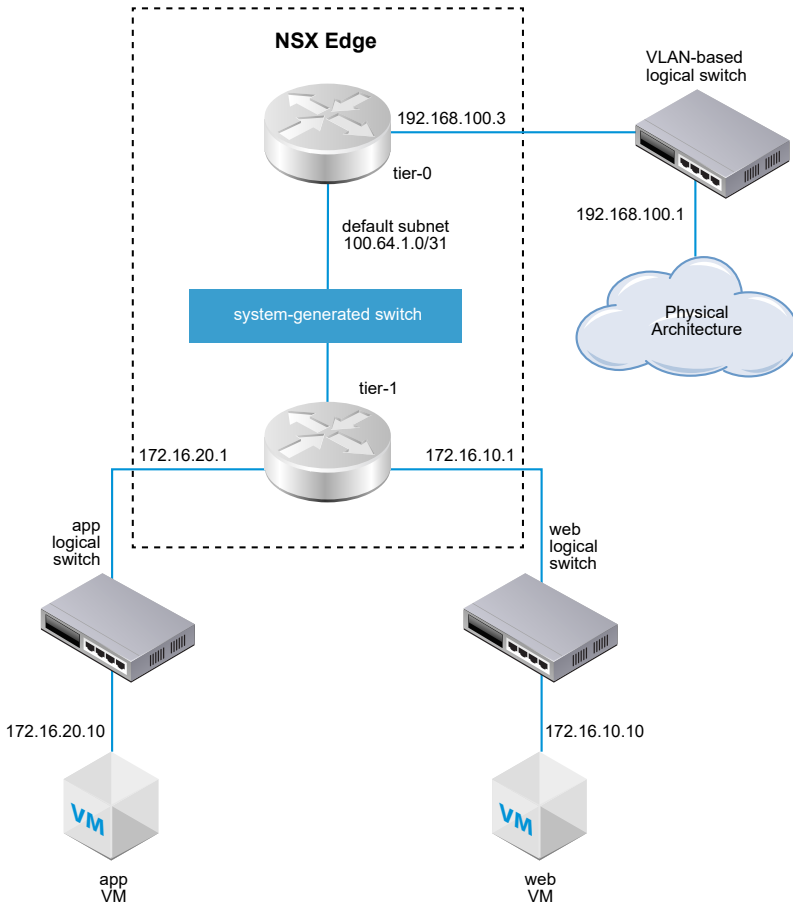 NSX Edge
VLAN-based
logical switch
192.168.100.3
tier-0
192.168.100.1
default subnet
100.64.1.0/31
system-generated switch
Physical
Architecture
tier-1
172.16.20.1
172.16.10.1
app
logical
switch
web
logical
switch
172.16.20.10
172.16.10.10
VM
VM
app
VM
web
VM